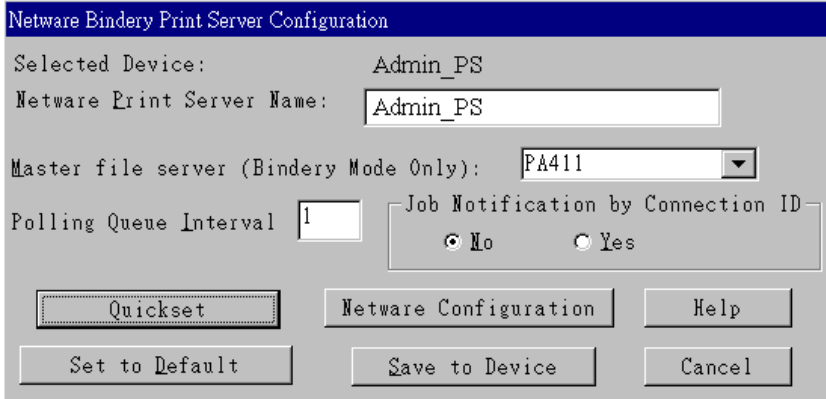 Netware Bindery Print Server Configuration
Selected Device: Admin_PS
Netware Print Server Name: Admin_PS
Master file server (Bindery Mode Only): PA411
Polling Queue Interval 1
Job Notification by Connection ID
No Yes
Quickset Netware Configuration Help
Set to Default Save to Device Cancel